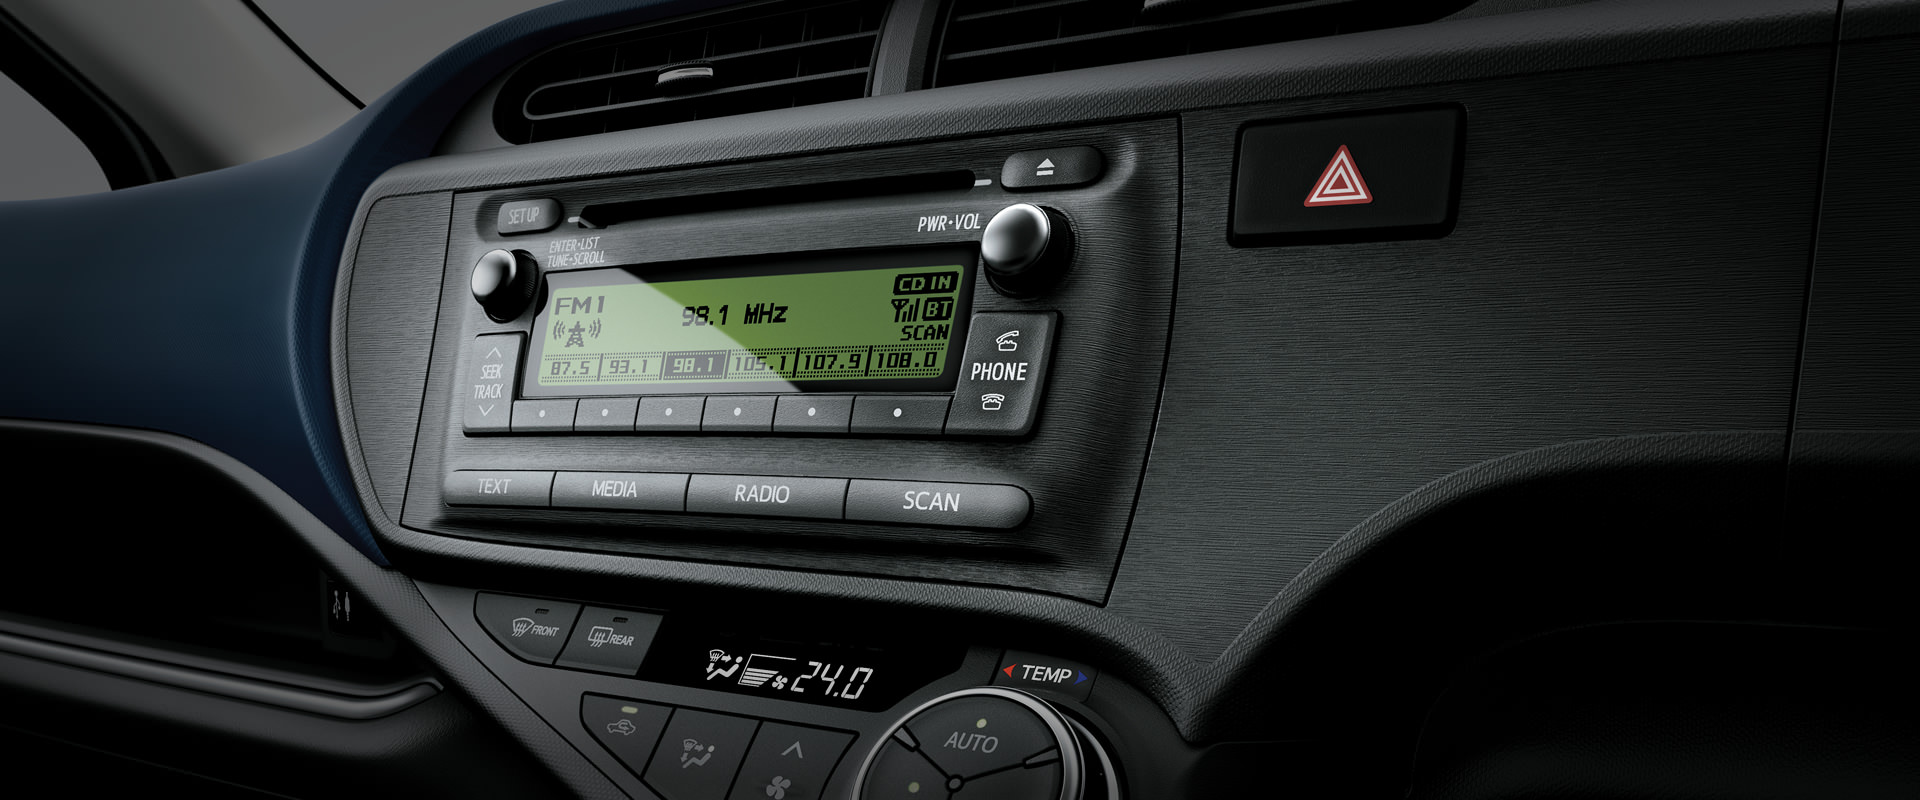 SET UP
PWR•VOL
ENTER•LIST
TUNE•SCROLL
CD IN
FM1
98.1 MHz
BT
SCAN
87.5 93.1 98.1 105.1 107.9 108.0
SEEK
TRACK
PHONE
TEXT MEDIA RADIO SCAN
FRONT
REAR
24.0
TEMP
AUTO